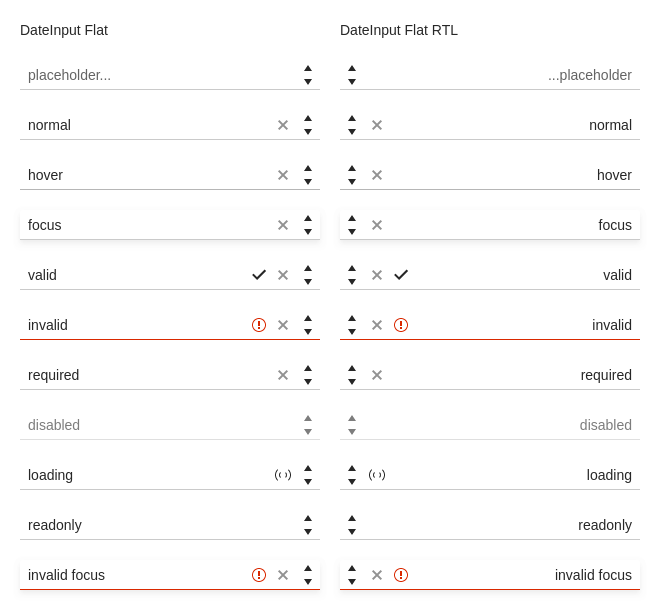 DateInput Flat
placeholder...
normal
hover
focus
valid
invalid
required
disabled
loading
readonly
invalid focus
DateInput Flat RTL
...placeholder
normal
hover
focus
valid
invalid
required
disabled
loading
readonly
invalid focus